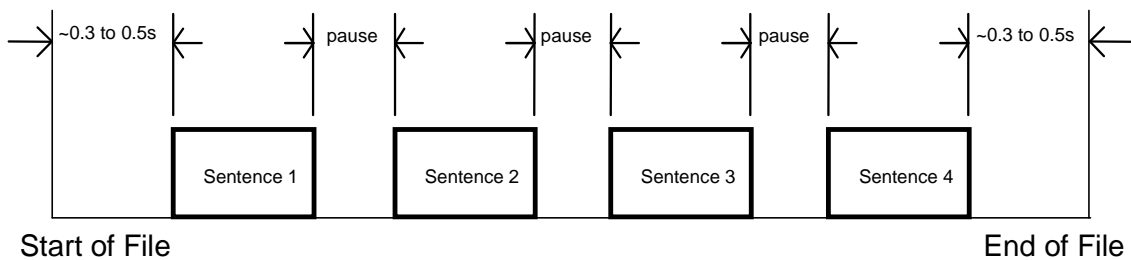 ~0.3 to 0.5s
pause
pause
pause
~0.3 to 0.5s
Sentence 1
Sentence 2
Sentence 3
Sentence 4
Start of File
End of File